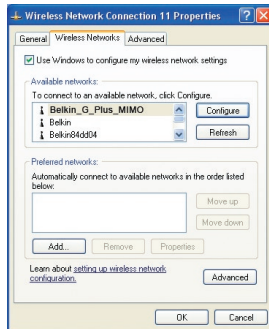 Wireless Network Connection 11 Properties
General Wireless Networks Advanced
Use Windows to configure my wireless network settings
Available networks:
To connect to an available network, click Configure.
Belkin_G_Plus_MIMO
Configure
Belkin
Belkin84dd04
Refresh
Preferred networks:
Automatically connect to available networks in the order listed
below:
Move up
Move down
Add... Remove Properties
Learn about setting up wireless network
configuration.
Advanced
OK Cancel